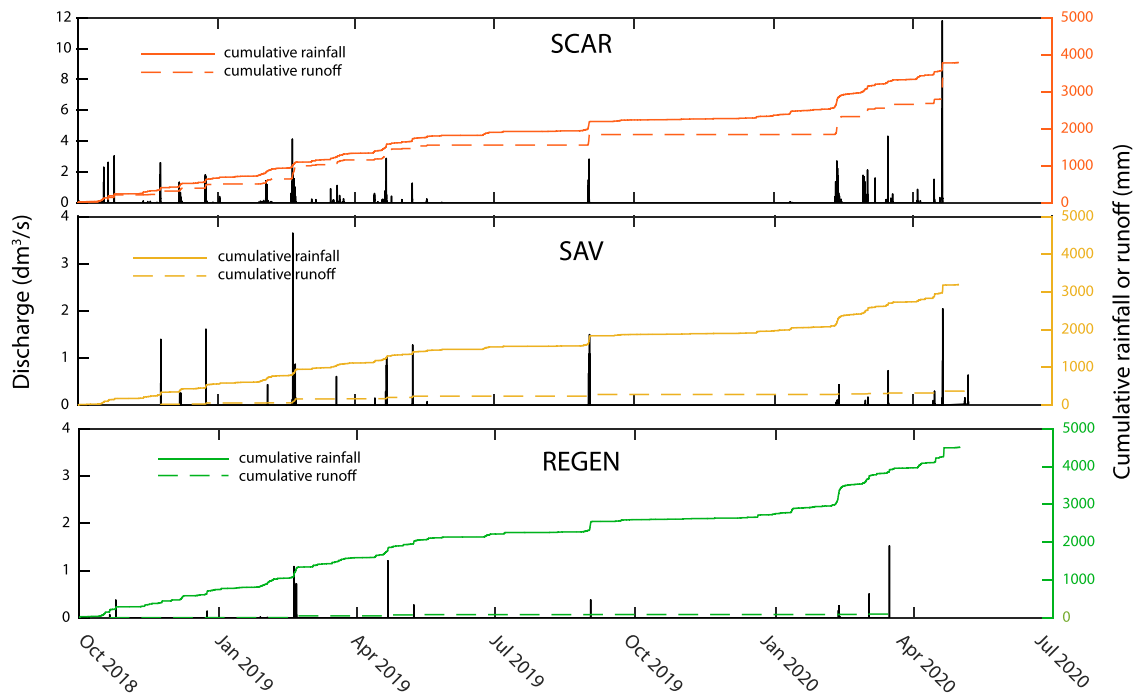 SCAR
cumulative rainfall
cumulative runoff
12
10
8
6
4
2
0
5000
4000
3000
2000
1000
0
SAV
cumulative rainfall
cumulative runoff
4
3
2
1
0
5000
4000
3000
2000
1000
0
REGEN
cumulative rainfall
cumulative runoff
4
3
2
1
0
5000
4000
3000
2000
1000
0
Discharge (dm³/s)
Cumulative rainfall or runoff (mm)
Oct 2018
Jan 2019
Apr 2019
Jul 2019
Oct 2019
Jan 2020
Apr 2020
Jul 2020